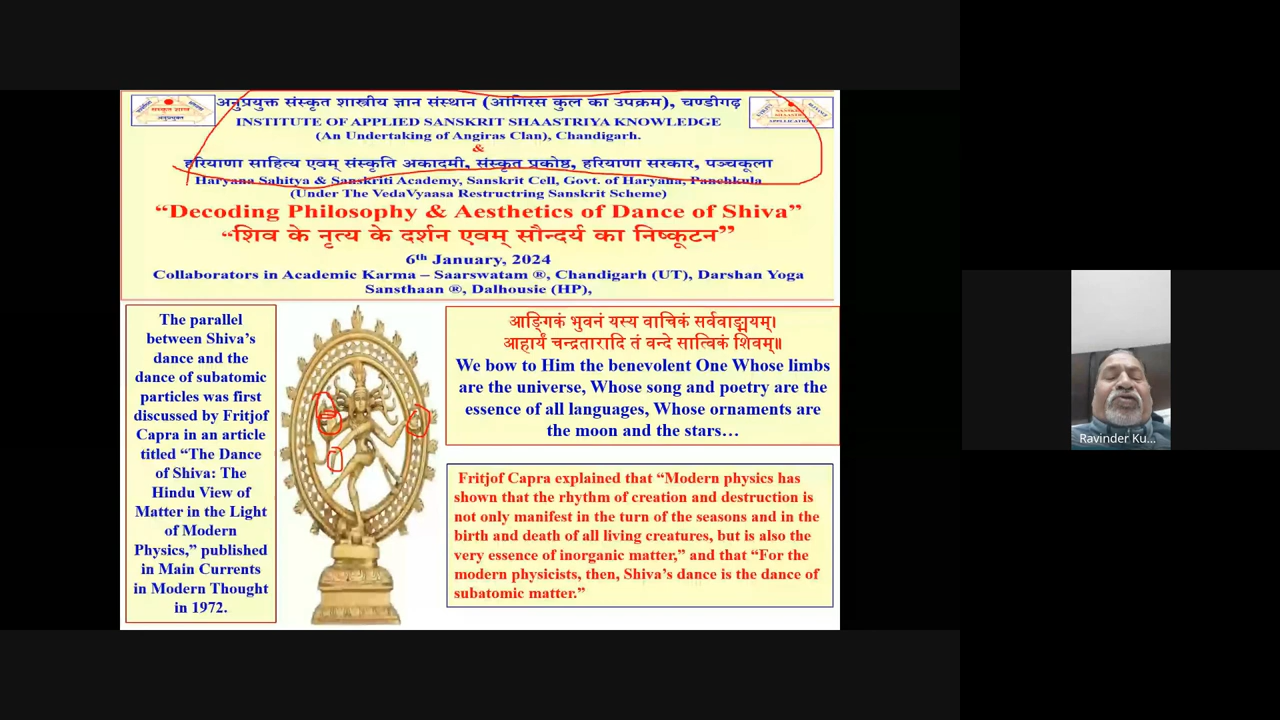 अनुप्रयुक्त संस्कृत शास्त्रीय ज्ञान संस्थान (आंगिरस कुल का उपक्रम), चण्डीगढ़
INSTITUTE OF APPLIED SANSKRIT SHAASTRIYA KNOWLEDGE
(An Undertaking of Angiras Clan), Chandigarh.
&
हरियाणा साहित्य एवम् संस्कृति अकादमी, संस्कृत प्रकोष्ठ, हरियाणा सरकार, पञ्चकूला
Haryana Sahitya & Sanskriti Academy, Sanskrit Cell, Govt. of Haryana, Panchkula
(Under The VedaVyaasa Restructring Sanskrit Scheme)
“Decoding Philosophy & Aesthetics of Dance of Shiva”
“शिव के नृत्य के दर्शन एवम् सौन्दर्य का निष्कूटन”
6th January, 2024
Collaborators in Academic Karma – Saarswatam ®, Chandigarh (UT), Darshan Yoga
Sansthaan ®, Dalhousie (HP),
The parallel
between Shiva’s
dance and the
dance of subatomic
particles was first
discussed by Fritjof
Capra in an article
titled “The Dance
of Shiva: The
Hindu View of
Matter in the Light
of Modern
Physics,” published
in Main Currents
in Modern Thought
in 1972.
आङ्गिकं भुवनं यस्य वाचिकं सर्ववाङ्मयम्।
आहार्यं चन्द्रतारादि तं वन्दे सात्विकं शिवम्॥
We bow to Him the benevolent One Whose limbs
are the universe, Whose song and poetry are the
essence of all languages, Whose ornaments are
the moon and the stars…
Fritjof Capra explained that “Modern physics has
shown that the rhythm of creation and destruction is
not only manifest in the turn of the seasons and in the
birth and death of all living creatures, but is also the
very essence of inorganic matter,” and that “For the
modern physicists, then, Shiva’s dance is the dance of
subatomic matter.”
Ravinder Ku...